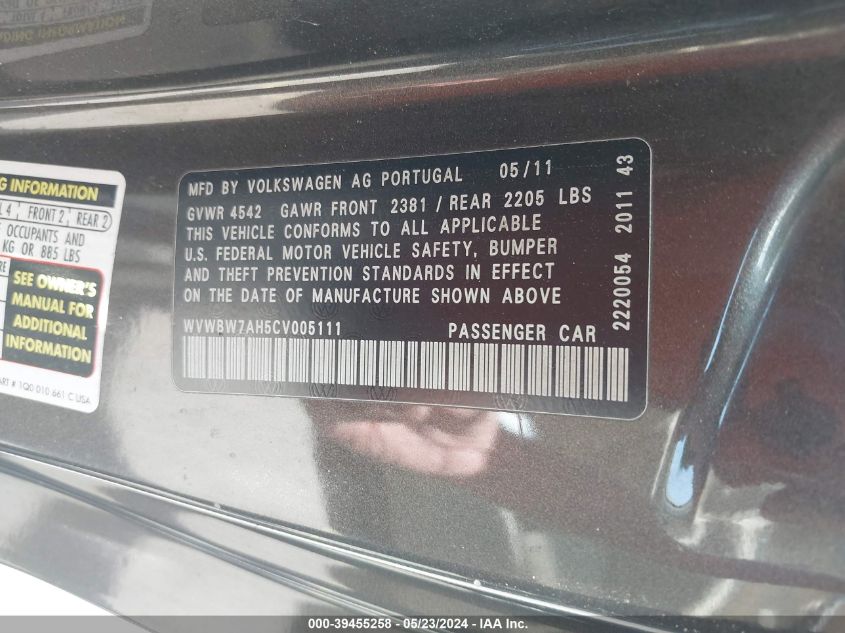 DING INFORMATION
G INFORMATION
L 4 FRONT 2 REAR 2
OCCUPANTS AND
KG OR 885 LBS
SEE OWNER'S
MANUAL FOR
ADDITIONAL
INFORMATION
1Q0 010 661 C USA
MFD BY VOLKSWAGEN AG PORTUGAL 05/11
GVWR 4542 GAWR FRONT 2381 / REAR 2205 LBS
THIS VEHICLE CONFORMS TO ALL APPLICABLE
U.S. FEDERAL MOTOR VEHICLE SAFETY, BUMPER
AND THEFT PREVENTION STANDARDS IN EFFECT
ON THE DATE OF MANUFACTURE SHOWN ABOVE
WVWBW7AH5CV005111 PASSENGER CAR
2220054 2011 43
000-39455258 - 05/23/2024 - IAA Inc.